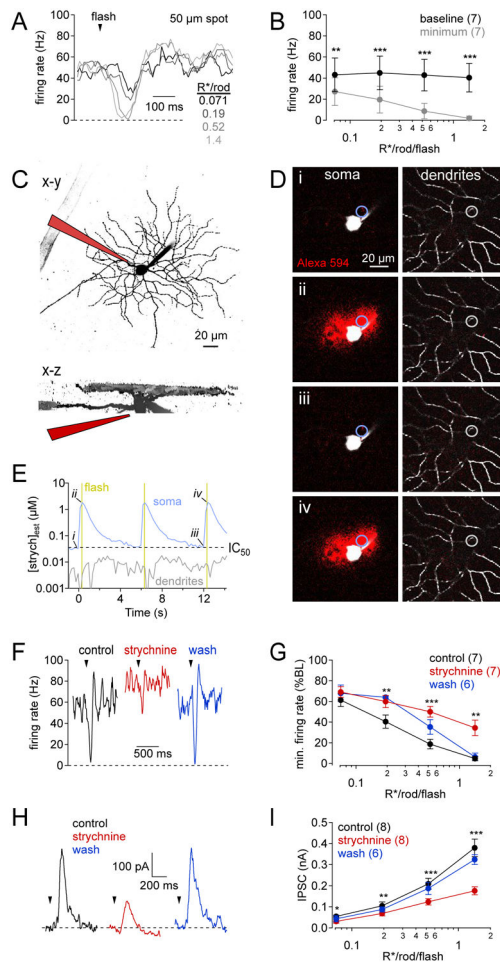 A
flash
50 µm spot
firing rate (Hz)
100
80
60
40
20
0
100 ms
R*/rod
0.071
0.19
0.52
1.4
B
baseline (7)
minimum (7)
firing rate (Hz)
100
80
60
40
20
0
** *** *** ***
0.1 2 3 4 5 6 1 2
R*/rod/flash
C
x-y
20 µm
x-z
D
soma
dendrites
i
Alexa 594
20 µm
ii
iii
iv
E
flash
soma
dendrites
ii
iv
i
iii
IC50
[strych]est (µM)
10
1
0.1
0.01
0.001
0 4 8 12
Time (s)
F
control strychnine wash
firing rate (Hz)
100
80
60
40
20
0
500 ms
G
control (7)
strychnine (7)
wash (6)
min. firing rate (%BL)
100
80
60
40
20
0
** *** **
0.1 2 3 4 5 6 1 2
R*/rod/flash
H
control
strychnine
wash
100 pA
200 ms
I
control (8)
strychnine (8)
wash (6)
IPSC (nA)
0.5
0.4
0.3
0.2
0.1
0.0
* ** *** ***
0.1 2 3 4 5 6 1 2
R*/rod/flash